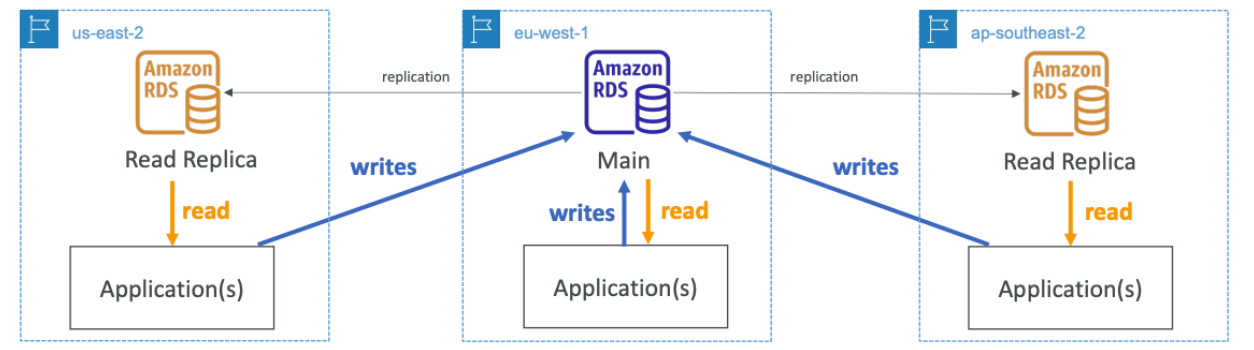 us-east-2
Amazon
RDS
Read Replica
read
Application(s)
replication
writes
eu-west-1
Amazon
RDS
Main
writes
read
Application(s)
replication
writes
ap-southeast-2
Amazon
RDS
Read Replica
read
Application(s)